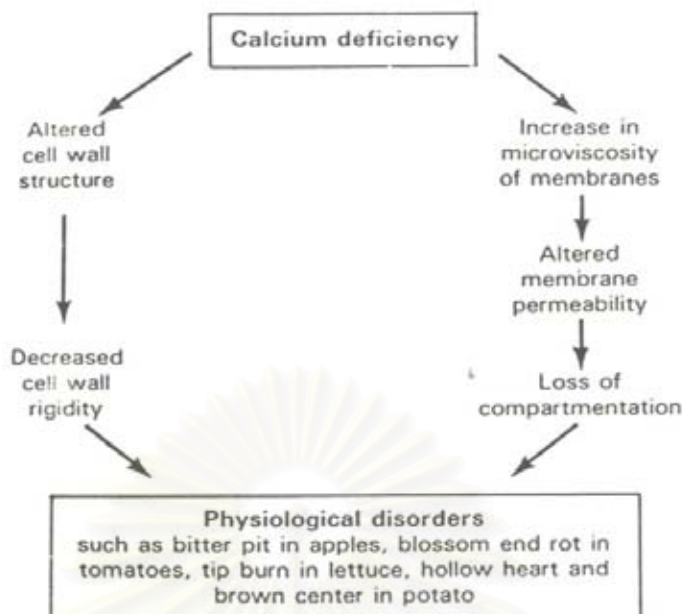 Calcium deficiency
Altered
cell wall
structure
Decreased
cell wall
rigidity
Increase in
microviscosity
of membranes
Altered
membrane
permeability
Loss of
compartmentation
Physiological disorders
such as bitter pit in apples, blossom end rot in
tomatoes, tip burn in lettuce, hollow heart and
brown center in potato